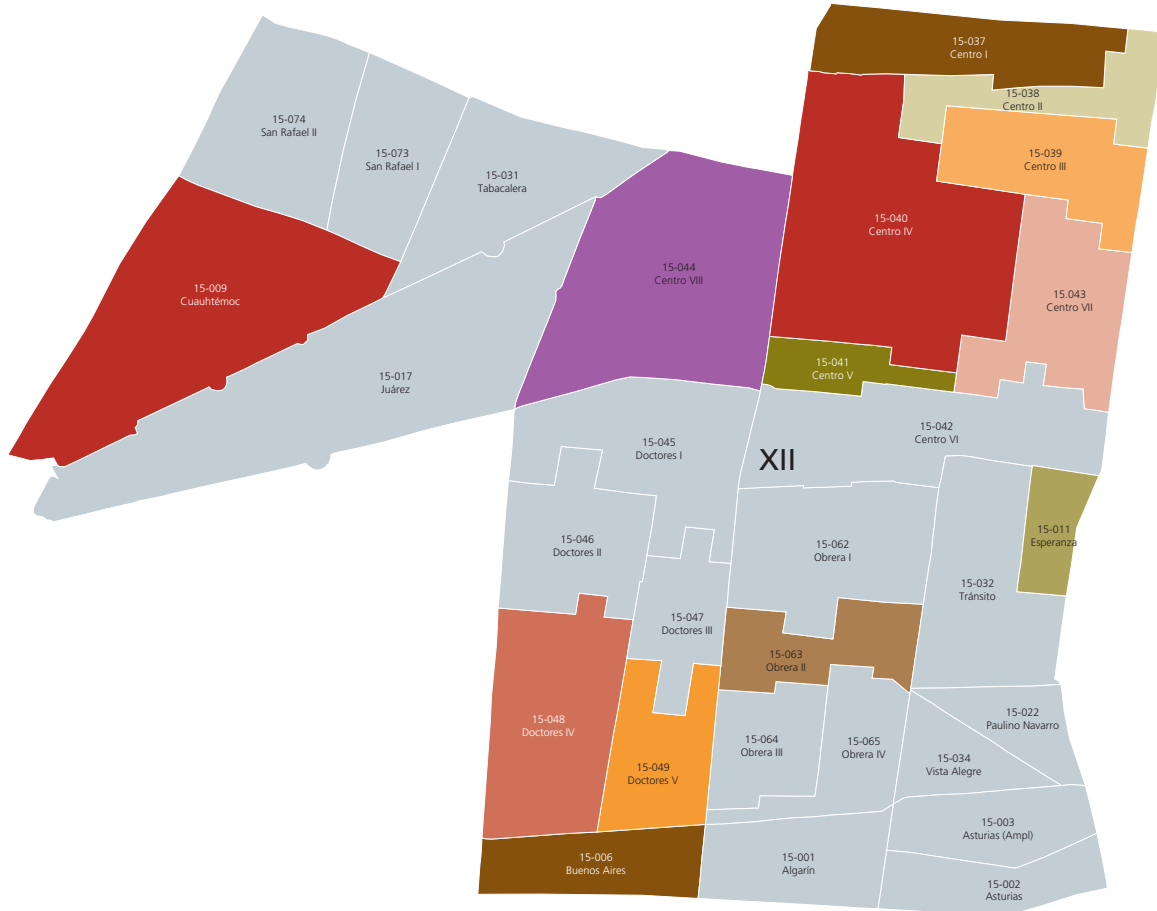 15-037
Centro I
15-038
Centro II
15-074
San Rafael II
15-073
San Rafael I
15-039
Centro III
15-031
Tabacalera
15-040
Centro IV
15-044
Centro VIII
15-009
Cuauhtémoc
15.043
Centro VII
15-041
Centro V
15-017
Juárez
15-042
Centro VI
15-045
Doctores I
XII
15-011
Esperanza
15-046
Doctores II
15-062
Obrera I
15-032
Tránsito
15-047
Doctores III
15-063
Obrera II
15-048
Doctores IV
15-022
Paulino Navarro
15-064
Obrera III
15-065
Obrera IV
15-034
Vista Alegre
15-049
Doctores V
15-003
Asturias (Ampl)
15-006
Buenos Aires
15-001
Algarín
15-002
Asturias